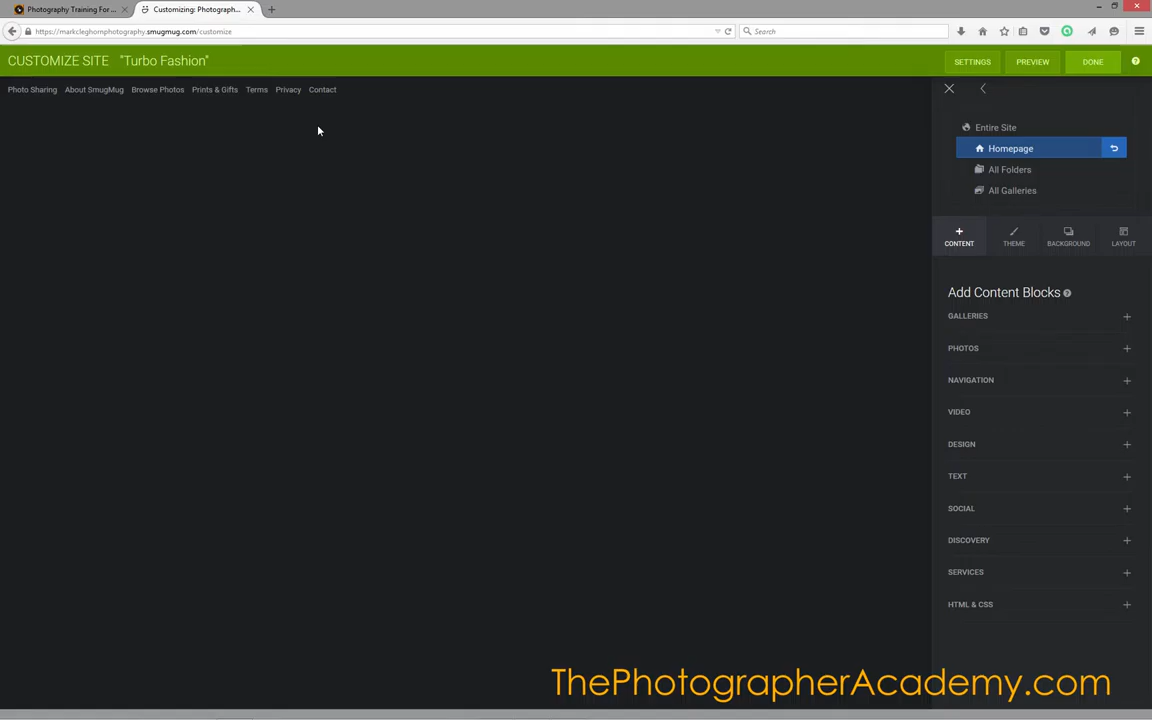 Photography Training For ...
Customizing: Photograph...
https://markcleghornphotography.smugmug.com/customize
Search
CUSTOMIZE SITE "Turbo Fashion"
SETTINGS
PREVIEW
DONE
Photo Sharing About SmugMug Browse Photos Prints & Gifts Terms Privacy Contact
Entire Site
Homepage
All Folders
All Galleries
CONTENT
THEME
BACKGROUND
LAYOUT
Add Content Blocks
GALLERIES
PHOTOS
NAVIGATION
VIDEO
DESIGN
TEXT
SOCIAL
DISCOVERY
SERVICES
HTML & CSS
ThePhotographerAcademy.com